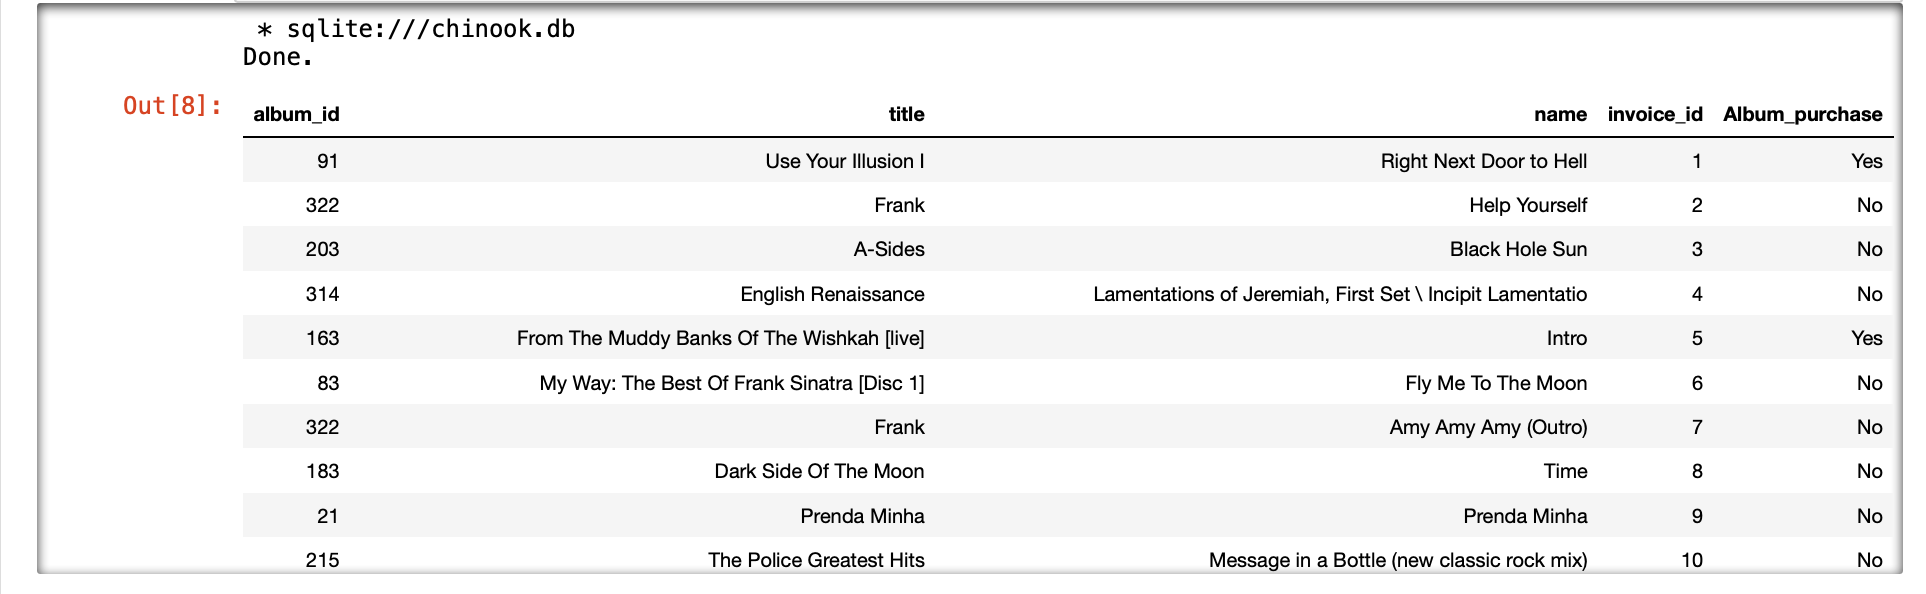 * sqlite:///chinook.db
Done.
Out[8]:
album_id title name invoice_id Album_purchase
91 Use Your Illusion I Right Next Door to Hell 1 Yes
322 Frank Help Yourself 2 No
203 A-Sides Black Hole Sun 3 No
314 English Renaissance Lamentations of Jeremiah, First Set \ Incipit Lamentatio 4 No
163 From The Muddy Banks Of The Wishkah [live] Intro 5 Yes
83 My Way: The Best Of Frank Sinatra [Disc 1] Fly Me To The Moon 6 No
322 Frank Amy Amy Amy (Outro) 7 No
183 Dark Side Of The Moon Time 8 No
21 Prenda Minha Prenda Minha 9 No
215 The Police Greatest Hits Message in a Bottle (new classic rock mix) 10 No